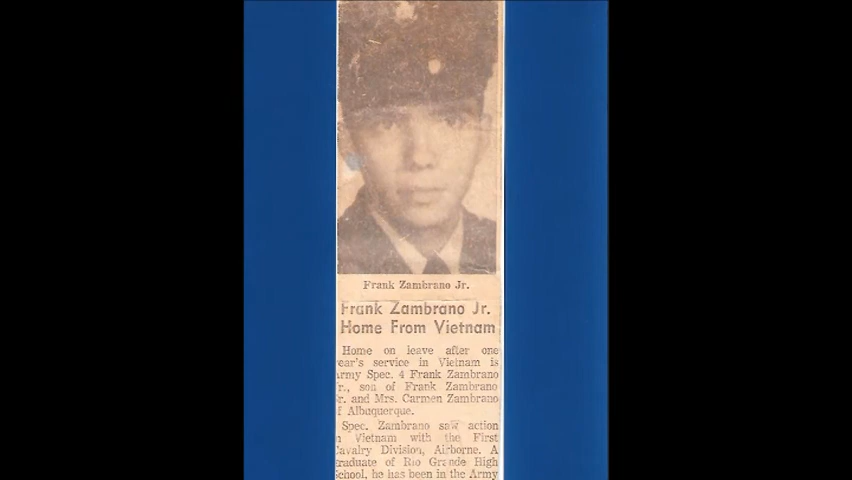 Frank Zambrano Jr.
Frank Zambrano Jr.
Home From Vietnam
Home on leave after one
ear's service in Vietnam is
Army Spec. 4 Frank Zambrano
Jr., son of Frank Zambrano
Sr. and Mrs. Carmen Zambrano
f Albuquerque.
Spec. Zambrano saw action
n Vietnam with the First
Cavalry Division, Airborne. A
graduate of Rio Grande High
School, he has been in the Army